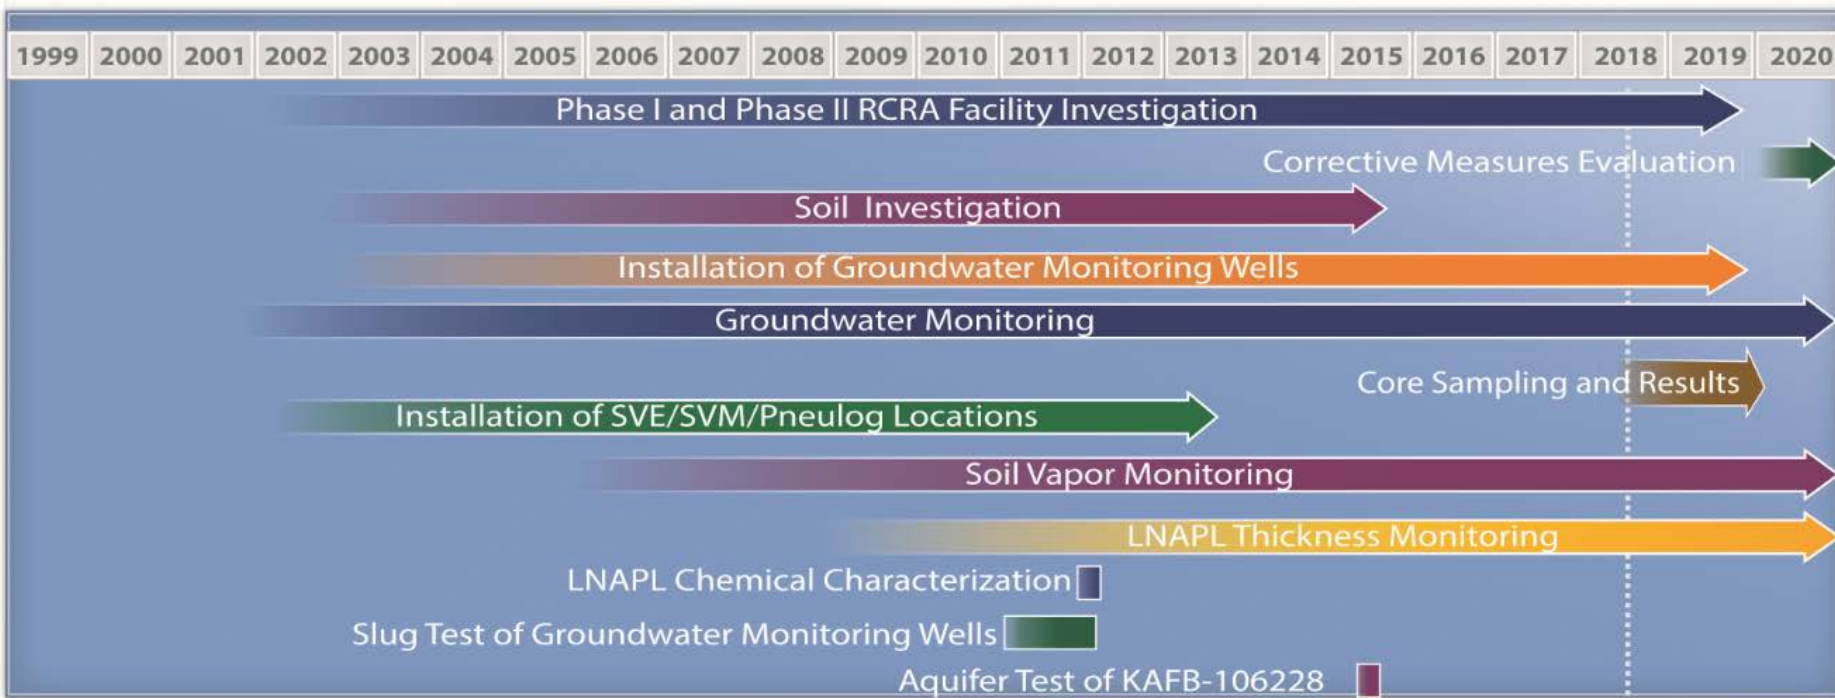 1999 2000 2001 2002 2003 2004 2005 2006 2007 2008 2009 2010 2011 2012 2013 2014 2015 2016 2017 2018 2019 2020
Phase I and Phase II RCRA Facility Investigation
Corrective Measures Evaluation
Soil Investigation
Installation of Groundwater Monitoring Wells
Groundwater Monitoring
Core Sampling and Results
Installation of SVE/SVM/Pneulog Locations
Soil Vapor Monitoring
LNAPL Thickness Monitoring
LNAPL Chemical Characterization
Slug Test of Groundwater Monitoring Wells
Aquifer Test of KAFB-106228